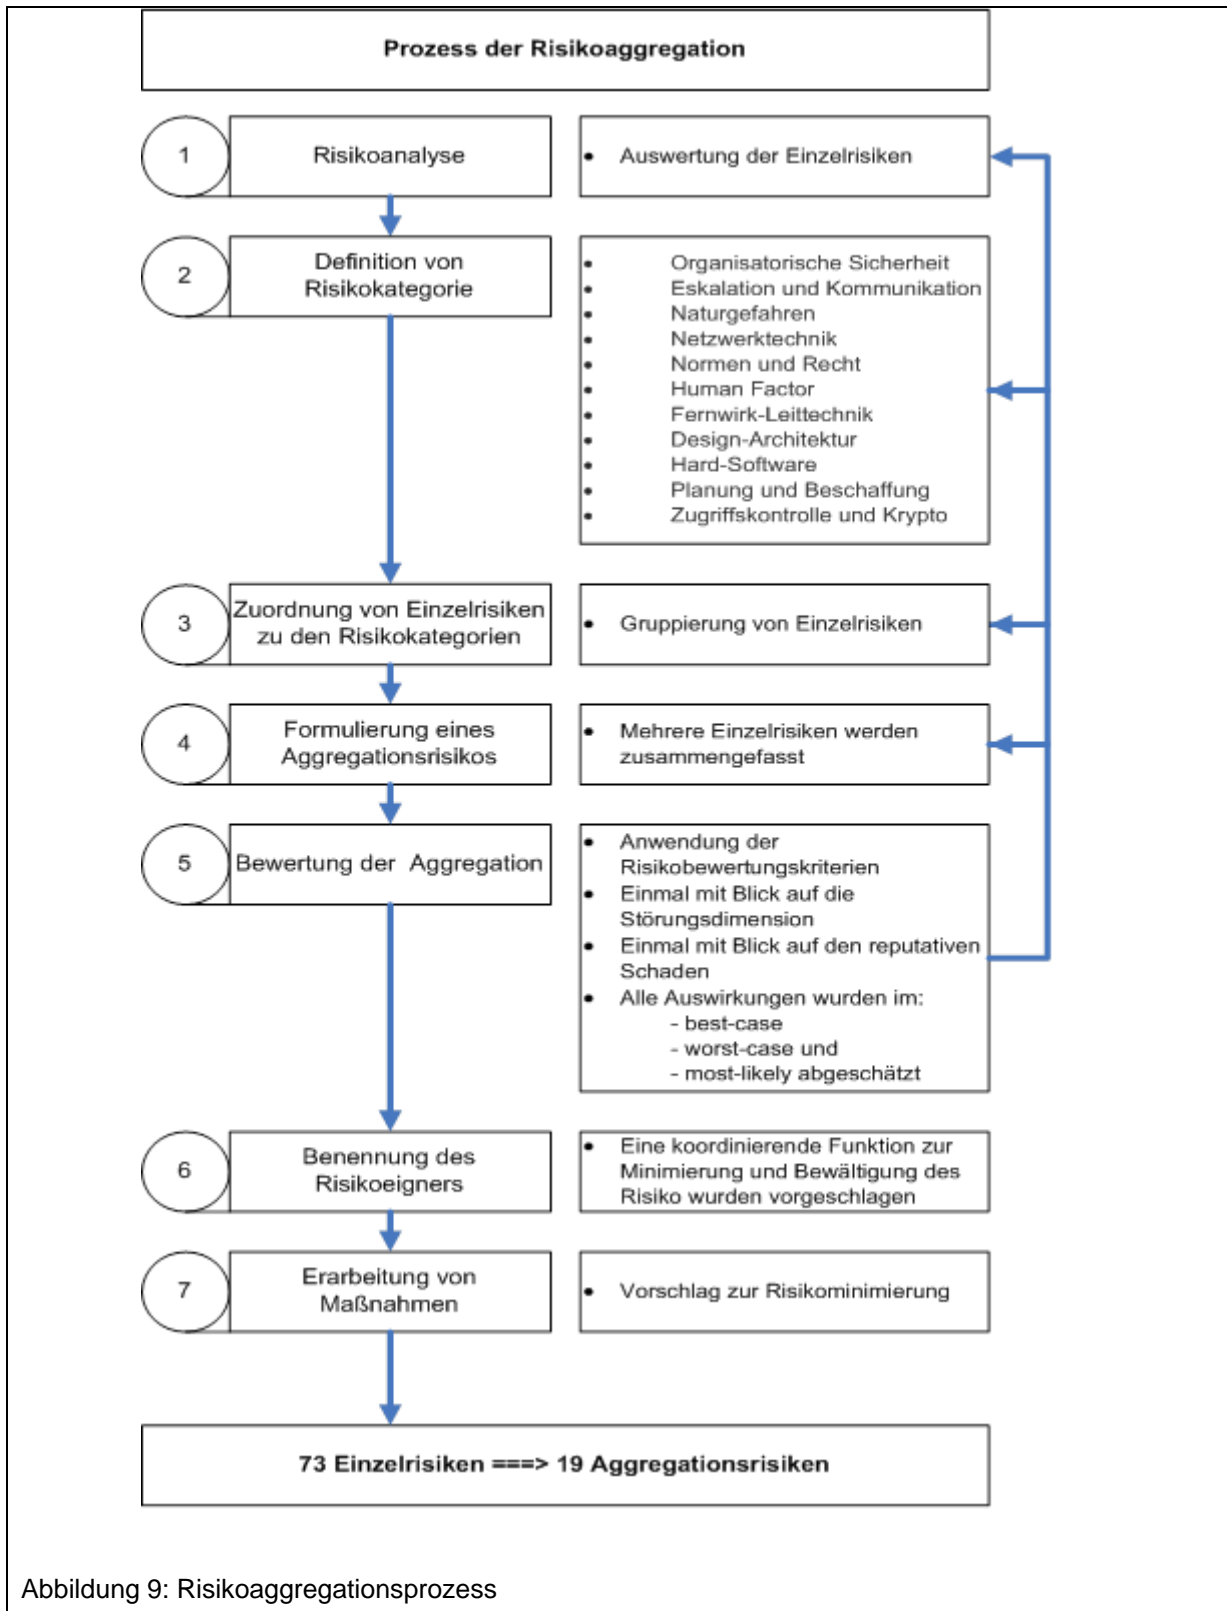 Prozess der Risikoaggregation
1
Risikoanalyse
• Auswertung der Einzelrisiken
2
Definition von
Risikokategorie
• Organisatorische Sicherheit
• Eskalation und Kommunikation
• Naturgefahren
• Netzwerktechnik
• Normen und Recht
• Human Factor
• Fernwirk-Leittechnik
• Design-Architektur
• Hard-Software
• Planung und Beschaffung
• Zugriffskontrolle und Krypto
3
Zuordnung von Einzelrisiken
zu den Risikokategorien
• Gruppierung von Einzelrisiken
4
Formulierung eines
Aggregationsrisikos
• Mehrere Einzelrisiken werden
zusammengefasst
5
Bewertung der Aggregation
• Anwendung der
Risikobewertungskriterien
• Einmal mit Blick auf die
Störungsdimension
• Einmal mit Blick auf den reputativen
Schaden
• Alle Auswirkungen wurden im:
- best-case
- worst-case und
- most-likely abgeschätzt
6
Benennung des
Risikoeigners
• Eine koordinierende Funktion zur
Minimierung und Bewältigung des
Risiko wurden vorgeschlagen
7
Erarbeitung von
Maßnahmen
• Vorschlag zur Risikominimierung
73 Einzelrisiken ===> 19 Aggregationsrisiken
Abbildung 9: Risikoaggregationsprozess